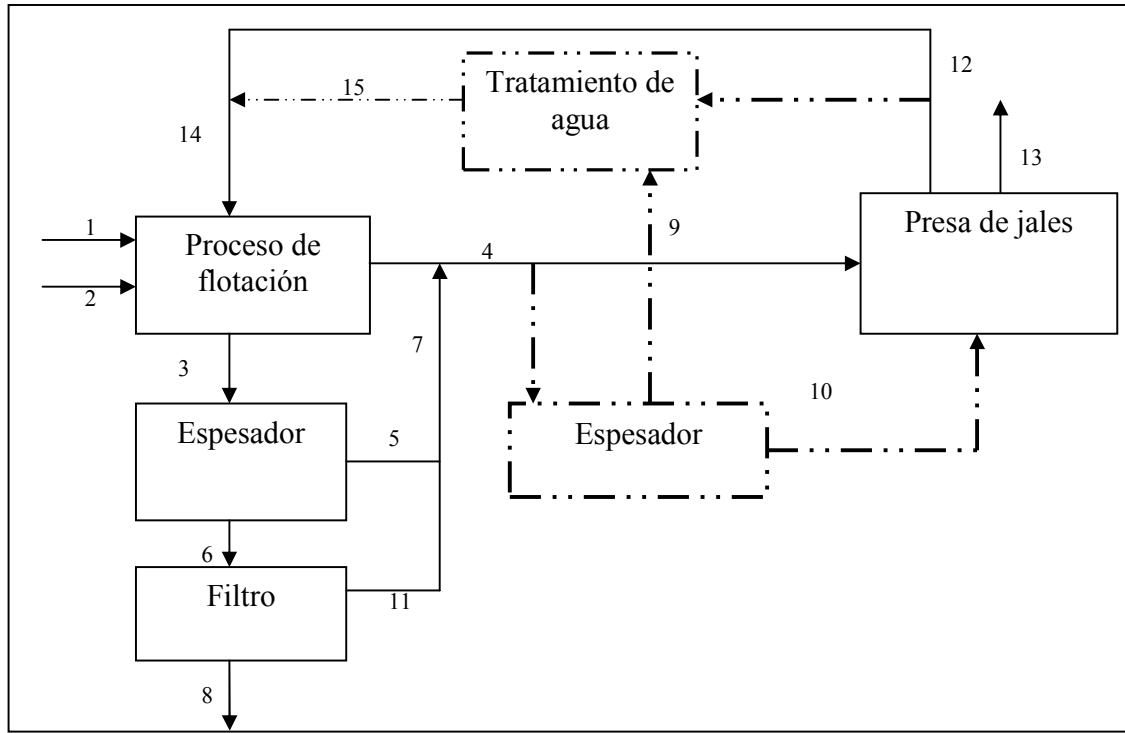 12
Tratamiento de
agua
15
14
13
1
Proceso de
flotación
2
4
9
Presa de jales
3
7
Espesador
5
Espesador
10
6
Filtro
11
8